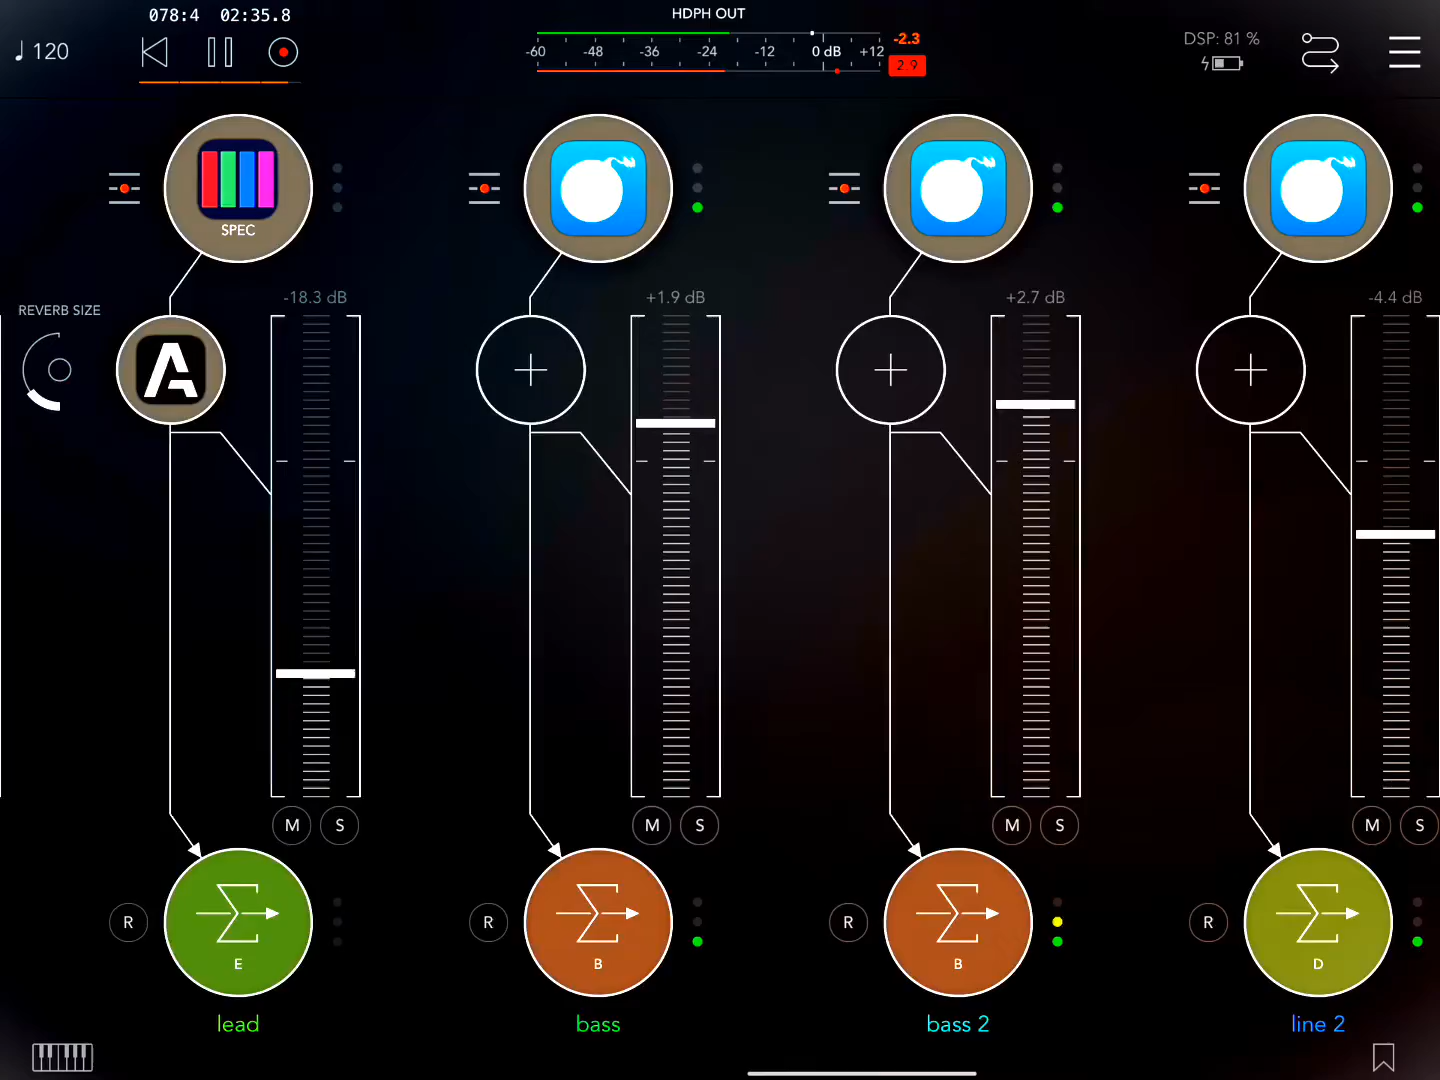 078:4 02:35.8
HDPH OUT
120
-60 -48 -36 -24 -12 0 dB +12
-2.3
2.9
DSP: 81 %
SPEC
REVERB SIZE
-18.3 dB
+1.9 dB
+2.7 dB
-4.4 dB
A
M S
M S
M S
M S
R
R
R
R
E
B
B
D
lead
bass
bass 2
line 2